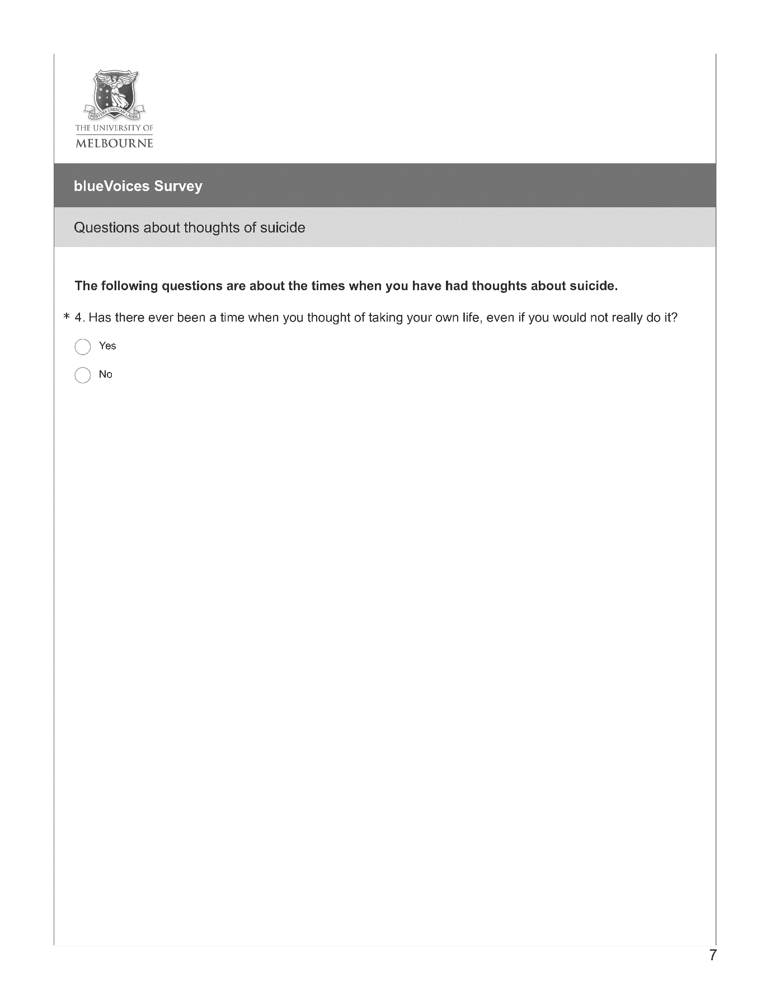 POSTERA CRESCAM LAUDE
THE UNIVERSITY OF
MELBOURNE
blueVoices Survey
Questions about thoughts of suicide
The following questions are about the times when you have had thoughts about suicide.
* 4. Has there ever been a time when you thought of taking your own life, even if you would not really do it?
Yes
No
7